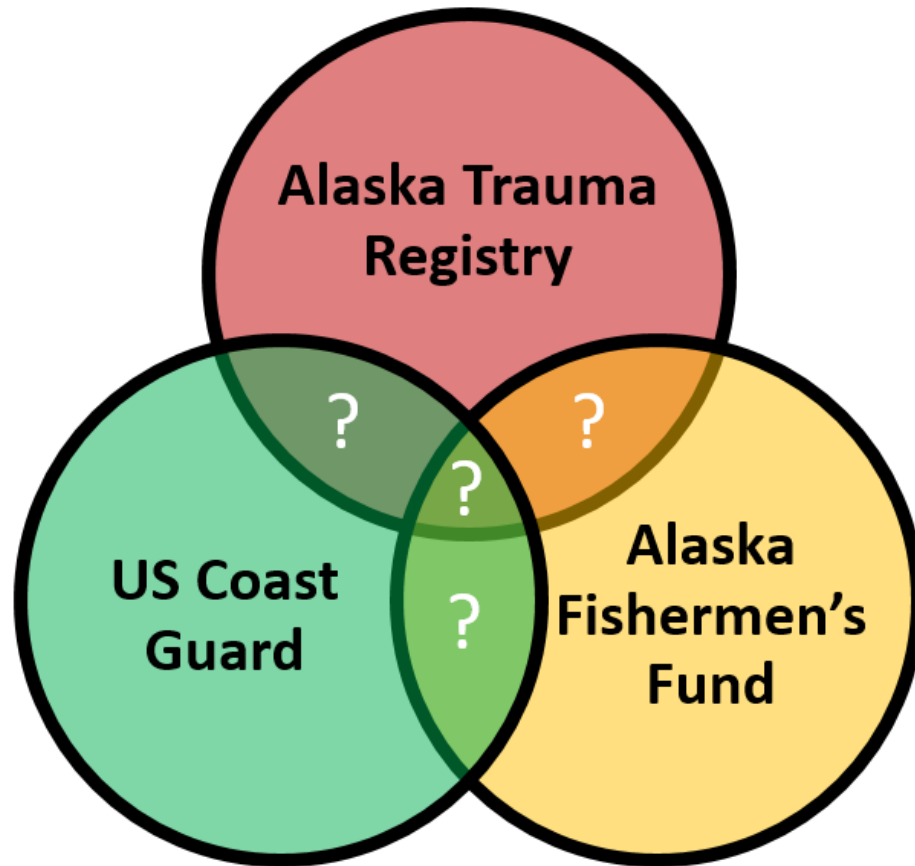 Alaska Trauma
Registry
?
?
?
US Coast
Guard
?
Alaska
Fishermen's
Fund